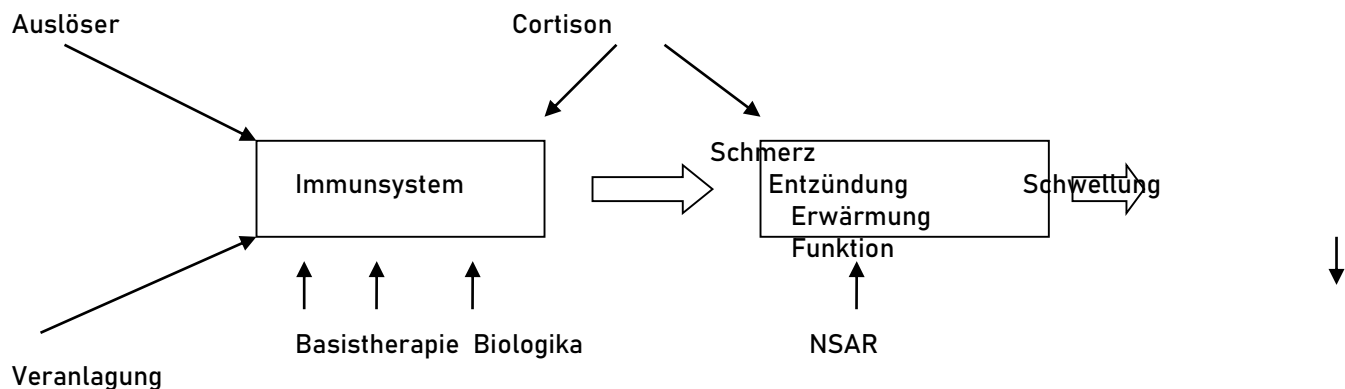 Auslöser Cortison
Schmerz
Immunsystem Entzündung Schwellung
Erwärmung
Funktion
Basistherapie Biologika NSAR
Veranlagung